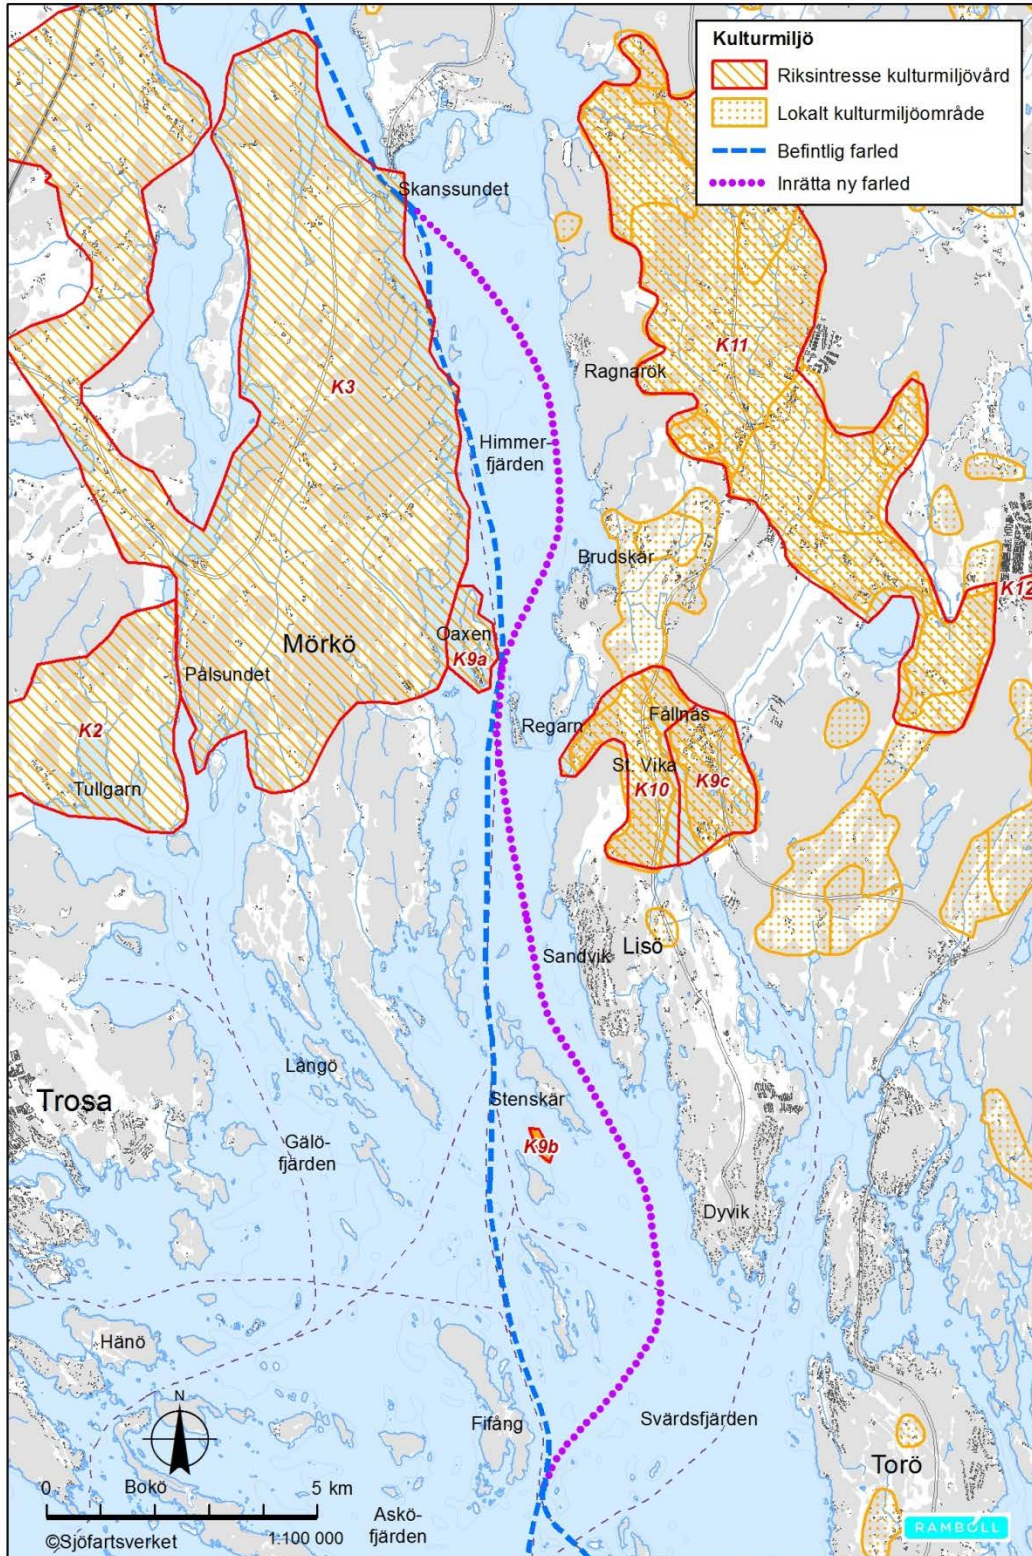 Kulturmiljö
Riksintresse kulturmiljövård
Lokalt kulturmiljöområde
Befintlig farled
Inrätta ny farled
Skanssundet
K11
Ragnarök
K3
Himmer-
fjärden
Brudskär
K12
Oaxen
K9a
Mörkö
Pålsundet
Fållnäs
Regarn
K2
St. Vika
K10
K9c
Tullgarn
Sandvik
Lisö
Långö
Trosa
Stenskär
Gälö-
fjärden
K9b
Dyvik
Hänö
N
Fifång
Svärdsfjärden
Torö
0
Bokö
5 km
Askö-
fjärden
©Sjöfartsverket
1:100 000
RAMBOLL